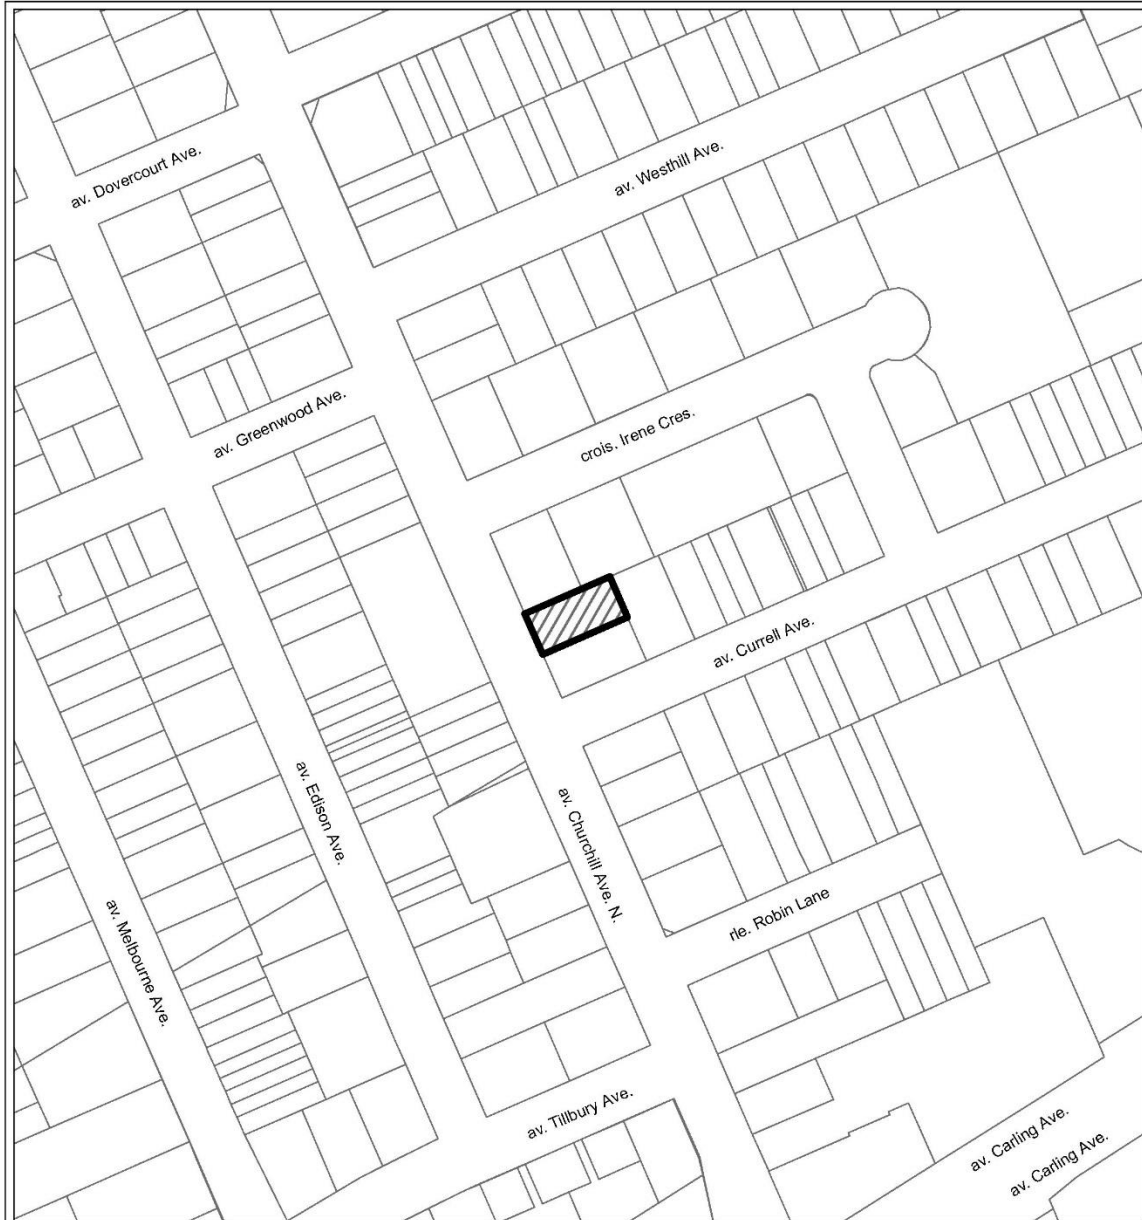 av. Dovercourt Ave.
av. Westhill Ave.
av. Greenwood Ave.
crois. Irene Cres.
av. Currell Ave.
av. Edison Ave.
av. Churchill Ave. N.
rle. Robin Lane
av. Melbourne Ave.
av. Tillbury Ave.
av. Carling Ave.
av. Carling Ave.